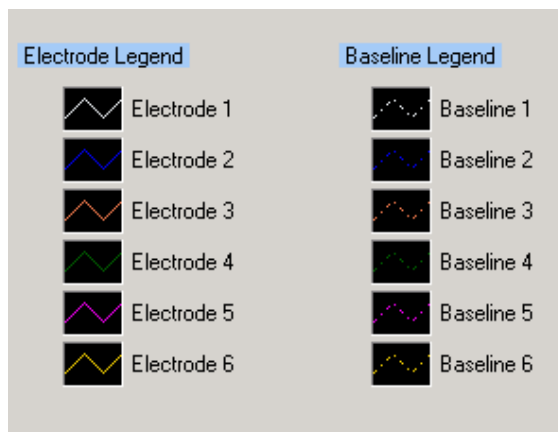 Electrode Legend
Electrode 1
Electrode 2
Electrode 3
Electrode 4
Electrode 5
Electrode 6
Baseline Legend
Baseline 1
Baseline 2
Baseline 3
Baseline 4
Baseline 5
Baseline 6